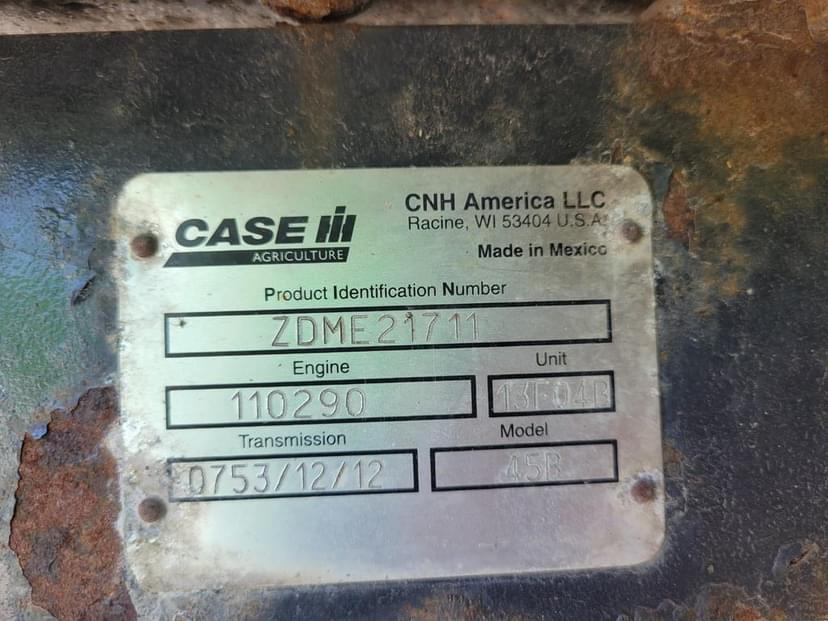 CASE IH
AGRICULTURE
CNH America LLC
Racine, WI 53404 U.S.A.
Made in Mexico
Product Identification Number
ZDME21711
Engine
Unit
110290
Transmission
Model
0753/12/12
45B